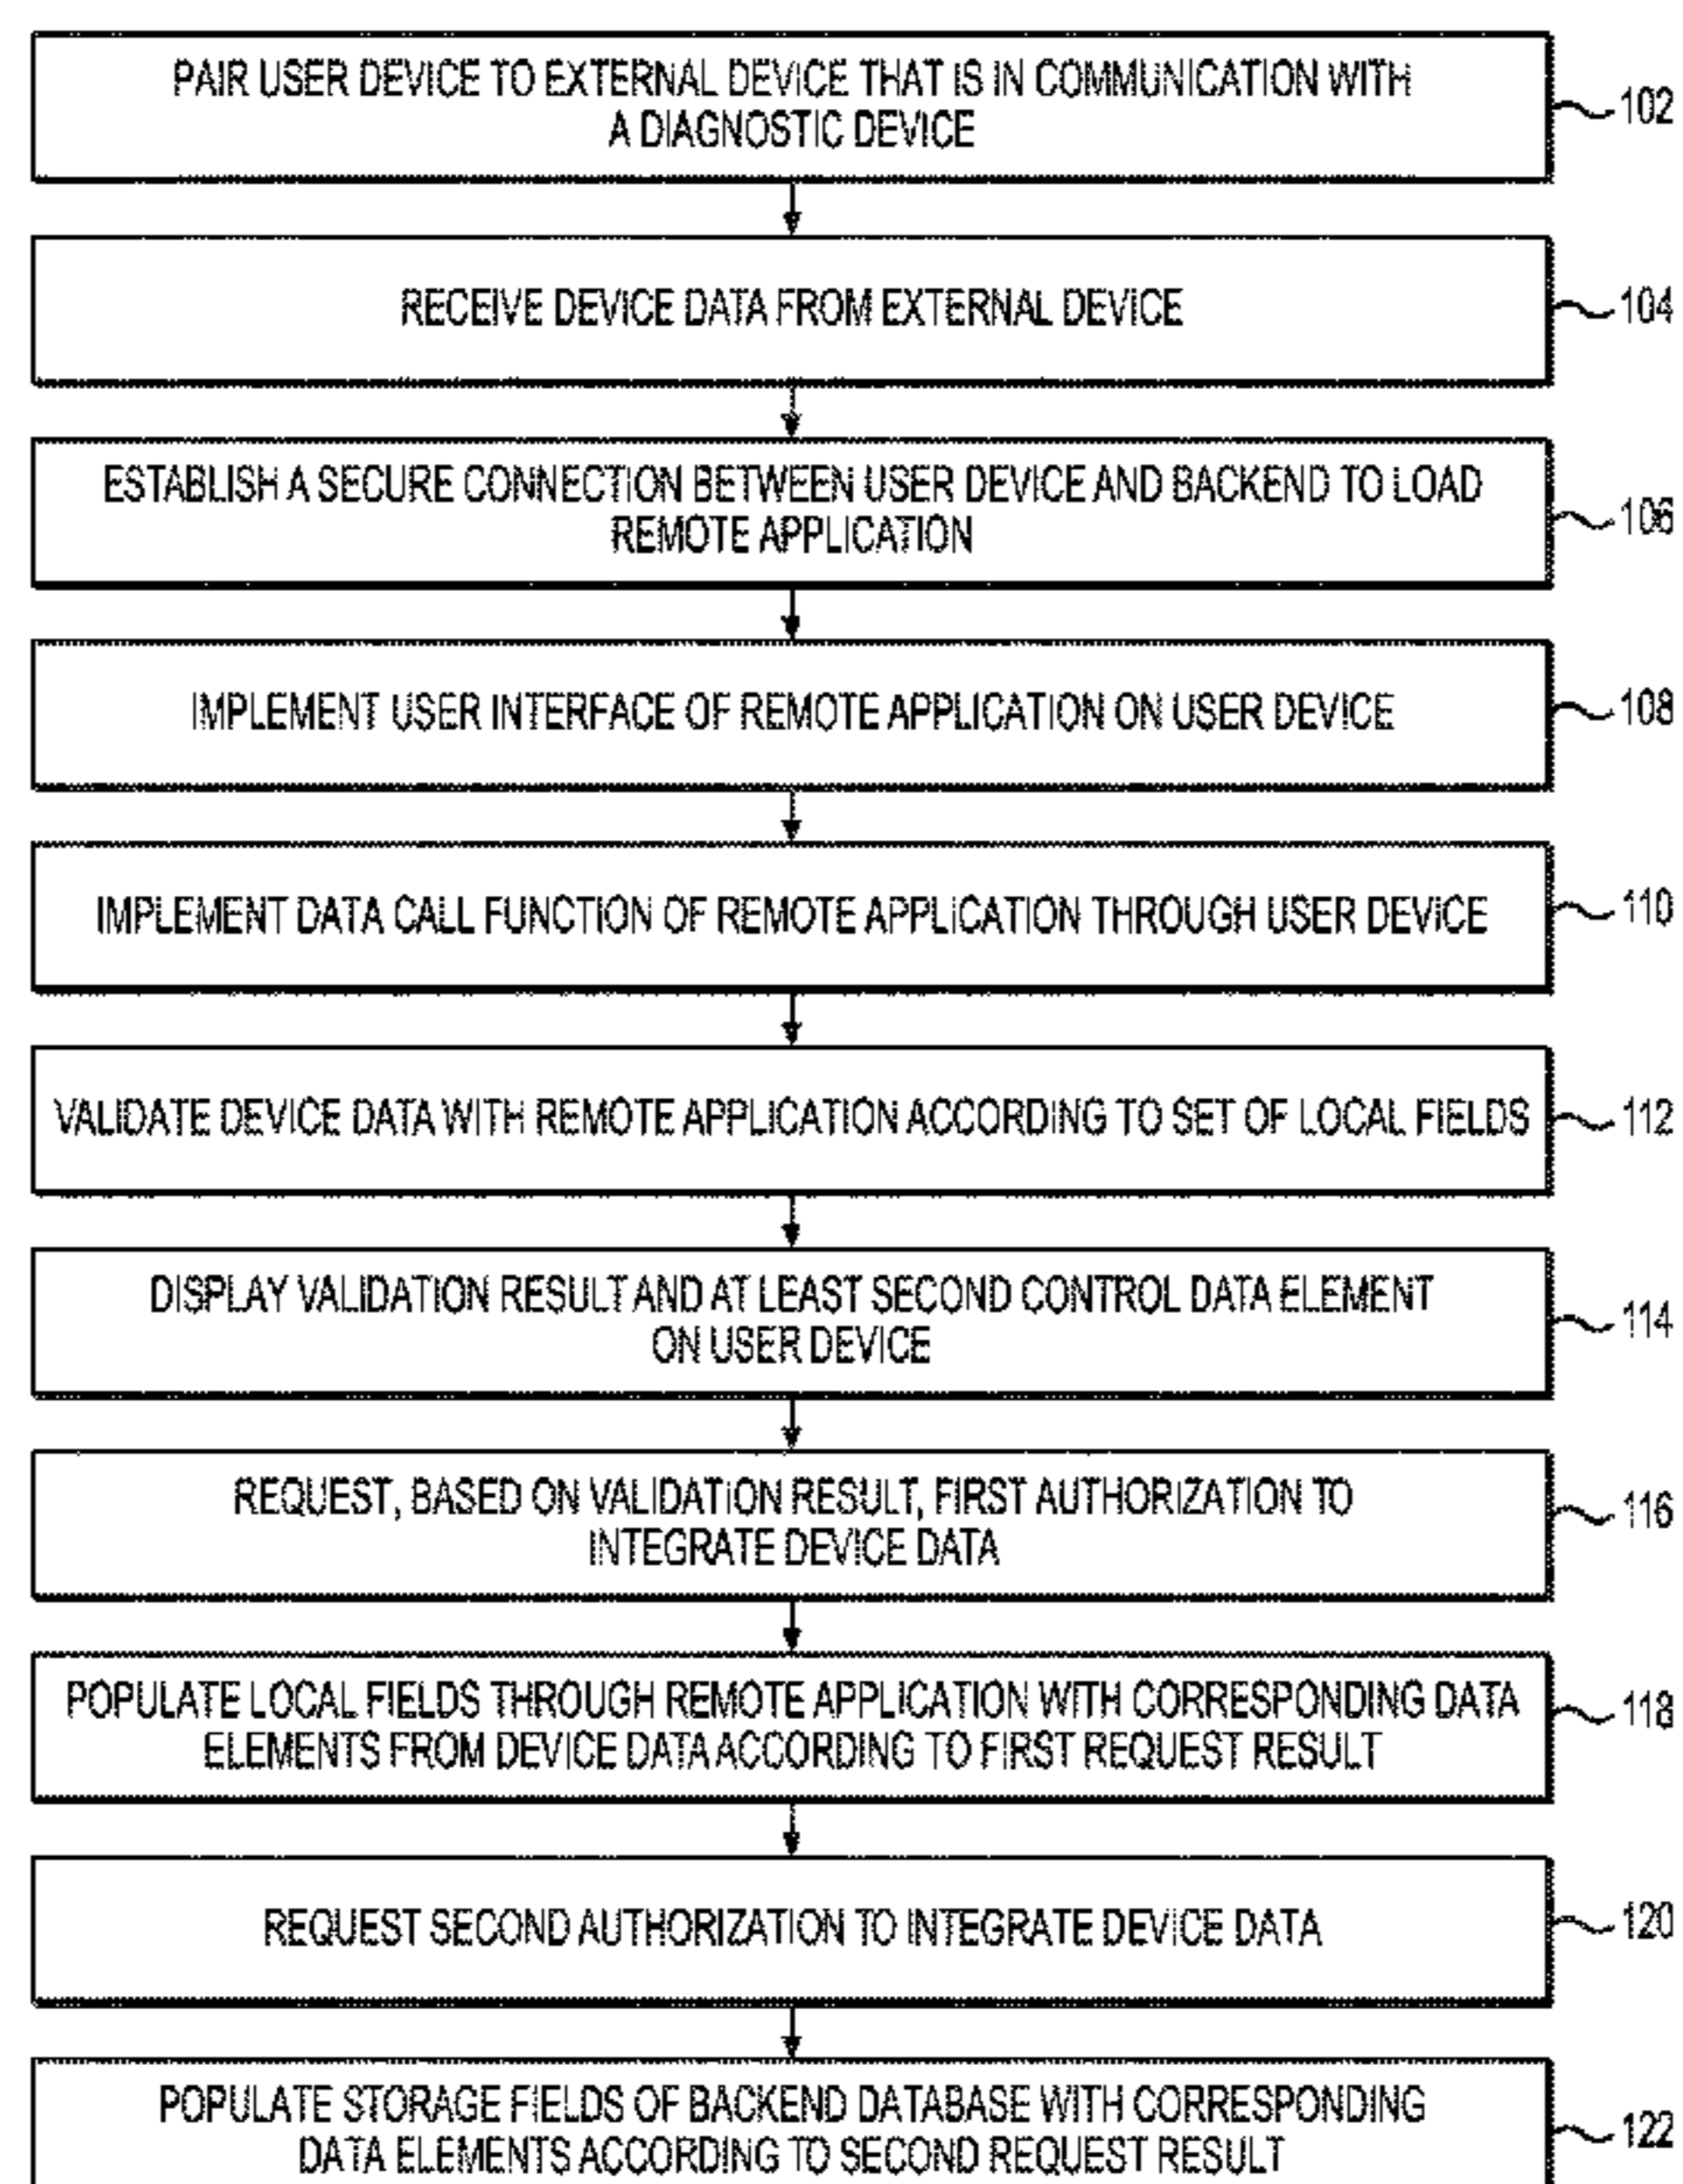 PAIR USER DEVICE TO EXTERNAL DEVICE THAT IS IN COMMUNICATION WITH
A DIAGNOSTIC DEVICE
102
RECEIVE DEVICE DATA FROM EXTERNAL DEVICE
104
ESTABLISH A SECURE CONNECTION BETWEEN USER DEVICE AND BACKEND TO LOAD
REMOTE APPLICATION
106
IMPLEMENT USER INTERFACE OF REMOTE APPLICATION ON USER DEVICE
108
IMPLEMENT DATA CALL FUNCTION OF REMOTE APPLICATION THROUGH USER DEVICE
110
VALIDATE DEVICE DATA WITH REMOTE APPLICATION ACCORDING TO SET OF LOCAL FIELDS
112
DISPLAY VALIDATION RESULT AND AT LEAST SECOND CONTROL DATA ELEMENT
ON USER DEVICE
114
REQUEST, BASED ON VALIDATION RESULT, FIRST AUTHORIZATION TO
INTEGRATE DEVICE DATA
116
POPULATE LOCAL FIELDS THROUGH REMOTE APPLICATION WITH CORRESPONDING DATA
ELEMENTS FROM DEVICE DATA ACCORDING TO FIRST REQUEST RESULT
118
REQUEST SECOND AUTHORIZATION TO INTEGRATE DEVICE DATA
120
POPULATE STORAGE FIELDS OF BACKEND DATABASE WITH CORRESPONDING
DATA ELEMENTS ACCORDING TO SECOND REQUEST RESULT
122